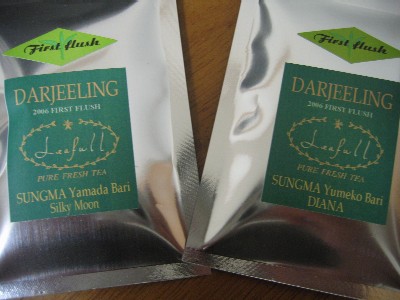 First flush
DARJEELING
2006 FIRST FLUSH
Leafull
PURE FRESH TEA
SUNGMA Yamada Bari
Silky Moon
First flush
DARJEELING
2006 FIRST FLUSH
Leafull
PURE FRESH TEA
SUNGMA Yumeko Bari
DIANA